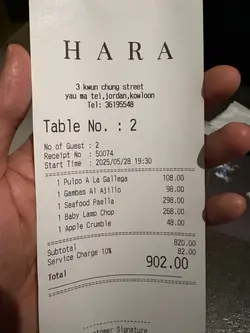 HARA
3 kwun chung street
yau ma tei,jordan,kowloon
Tel: 36195548
Table No. : 2
No of Guest : 2
Receipt No : 50074
Start Time : 2025/05/28 19:30
1 Pulpo A La Gallega 108.00
1 Gambas Al Ajillo 98.00
1 Seafood Paella 298.00
1 Baby Lamp Chop 268.00
1 Apple Crumble 48.00
Subtotal 820.00
Service Charge 10% 82.00
Total 902.00
Customer Signature